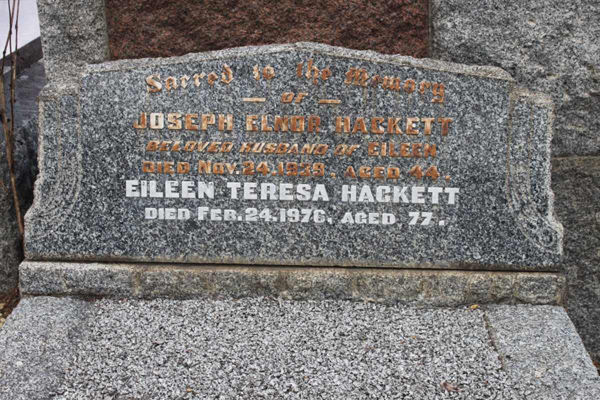 Sacred to the Memory
of
JOSEPH ELNOR HACKETT
BELOVED HUSBAND OF EILEEN
DIED NOV. 24. 1939, AGED 44.
EILEEN TERESA HACKETT
DIED FEB. 24. 1976, AGED 77.